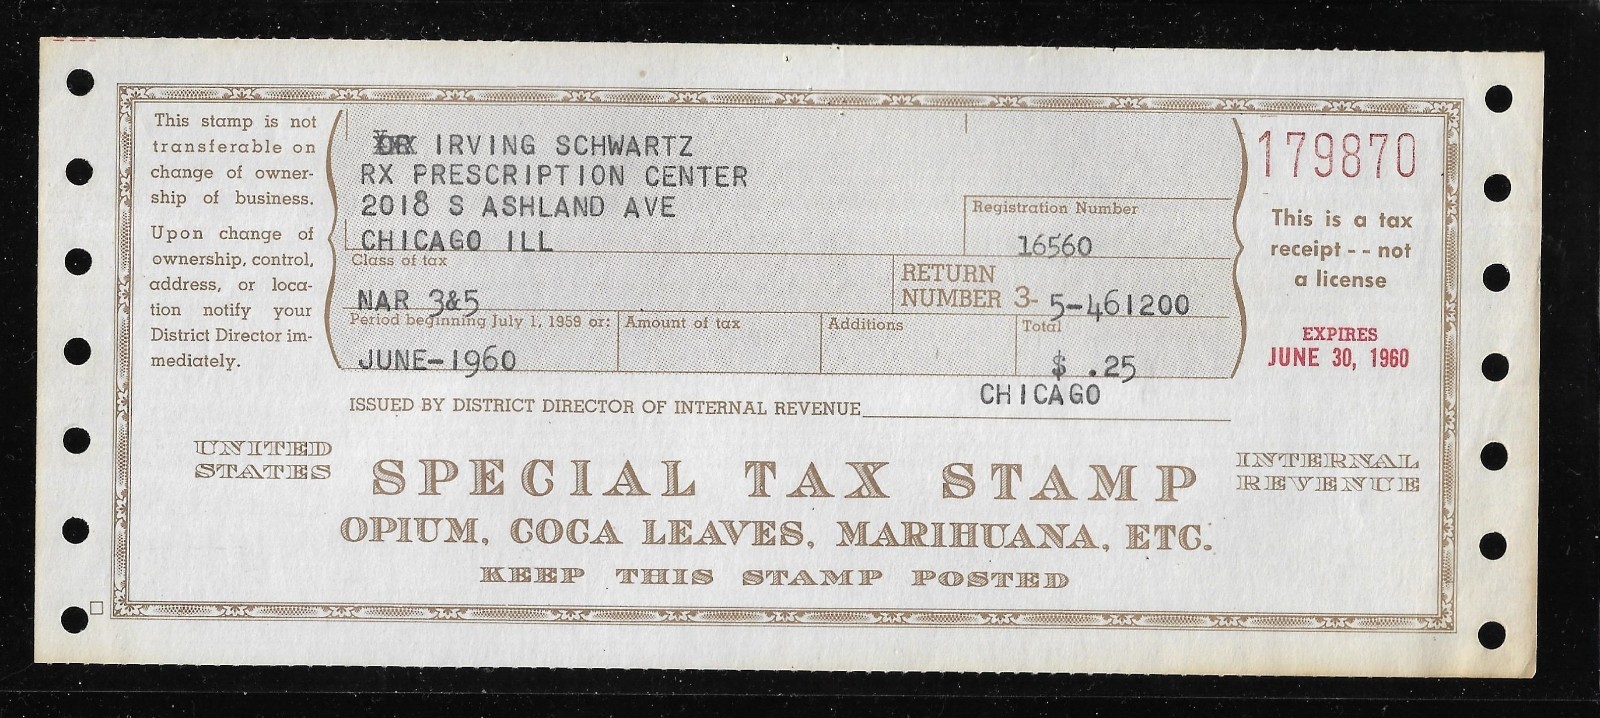 This stamp is not
transferable on
change of owner-
ship of business.
Upon change of
ownership, control,
address, or loca-
tion notify your
District Director im-
mediately.
IRVING SCHWARTZ
RX PRESCRIPTION CENTER
2018 S ASHLAND AVE
CHICAGO ILL
Registration Number
16560
Class of tax
NAR 3&5
RETURN
NUMBER 3- 5-461200
Period beginning July 1, 1959 or:
JUNE-1960
Amount of tax
Additions
Total
$ .25
179870
This is a tax
receipt -- not
a license
EXPIRES
JUNE 30, 1960
ISSUED BY DISTRICT DIRECTOR OF INTERNAL REVENUE CHICAGO
UNITED
STATES
SPECIAL TAX STAMP
INTERNAL
REVENUE
OPIUM, COCA LEAVES, MARIHUANA, ETC.
KEEP THIS STAMP POSTED